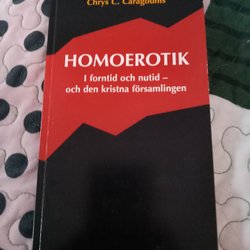 Chrys C. Caragounis
HOMOEROTIK
I forntid och nutid –
och den kristna församlingen